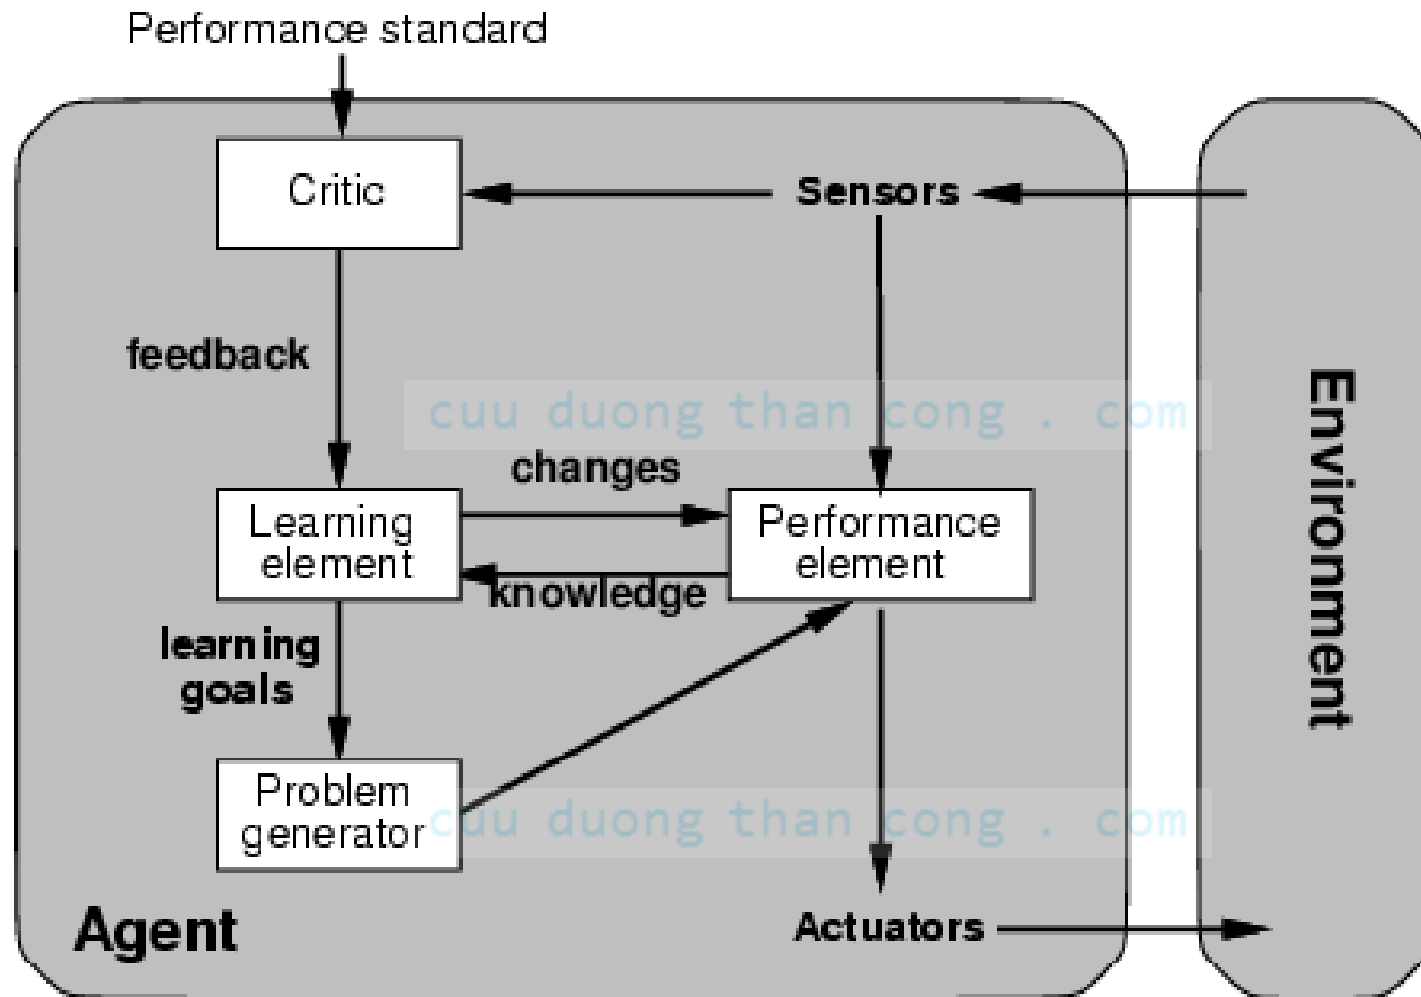 Performance standard
Critic
Sensors
feedback
cuu duong than cong . com
changes
Learning
element
Performance
element
knowledge
learning
goals
Problem
generator
cuu duong than cong . com
Agent
Actuators
Environment